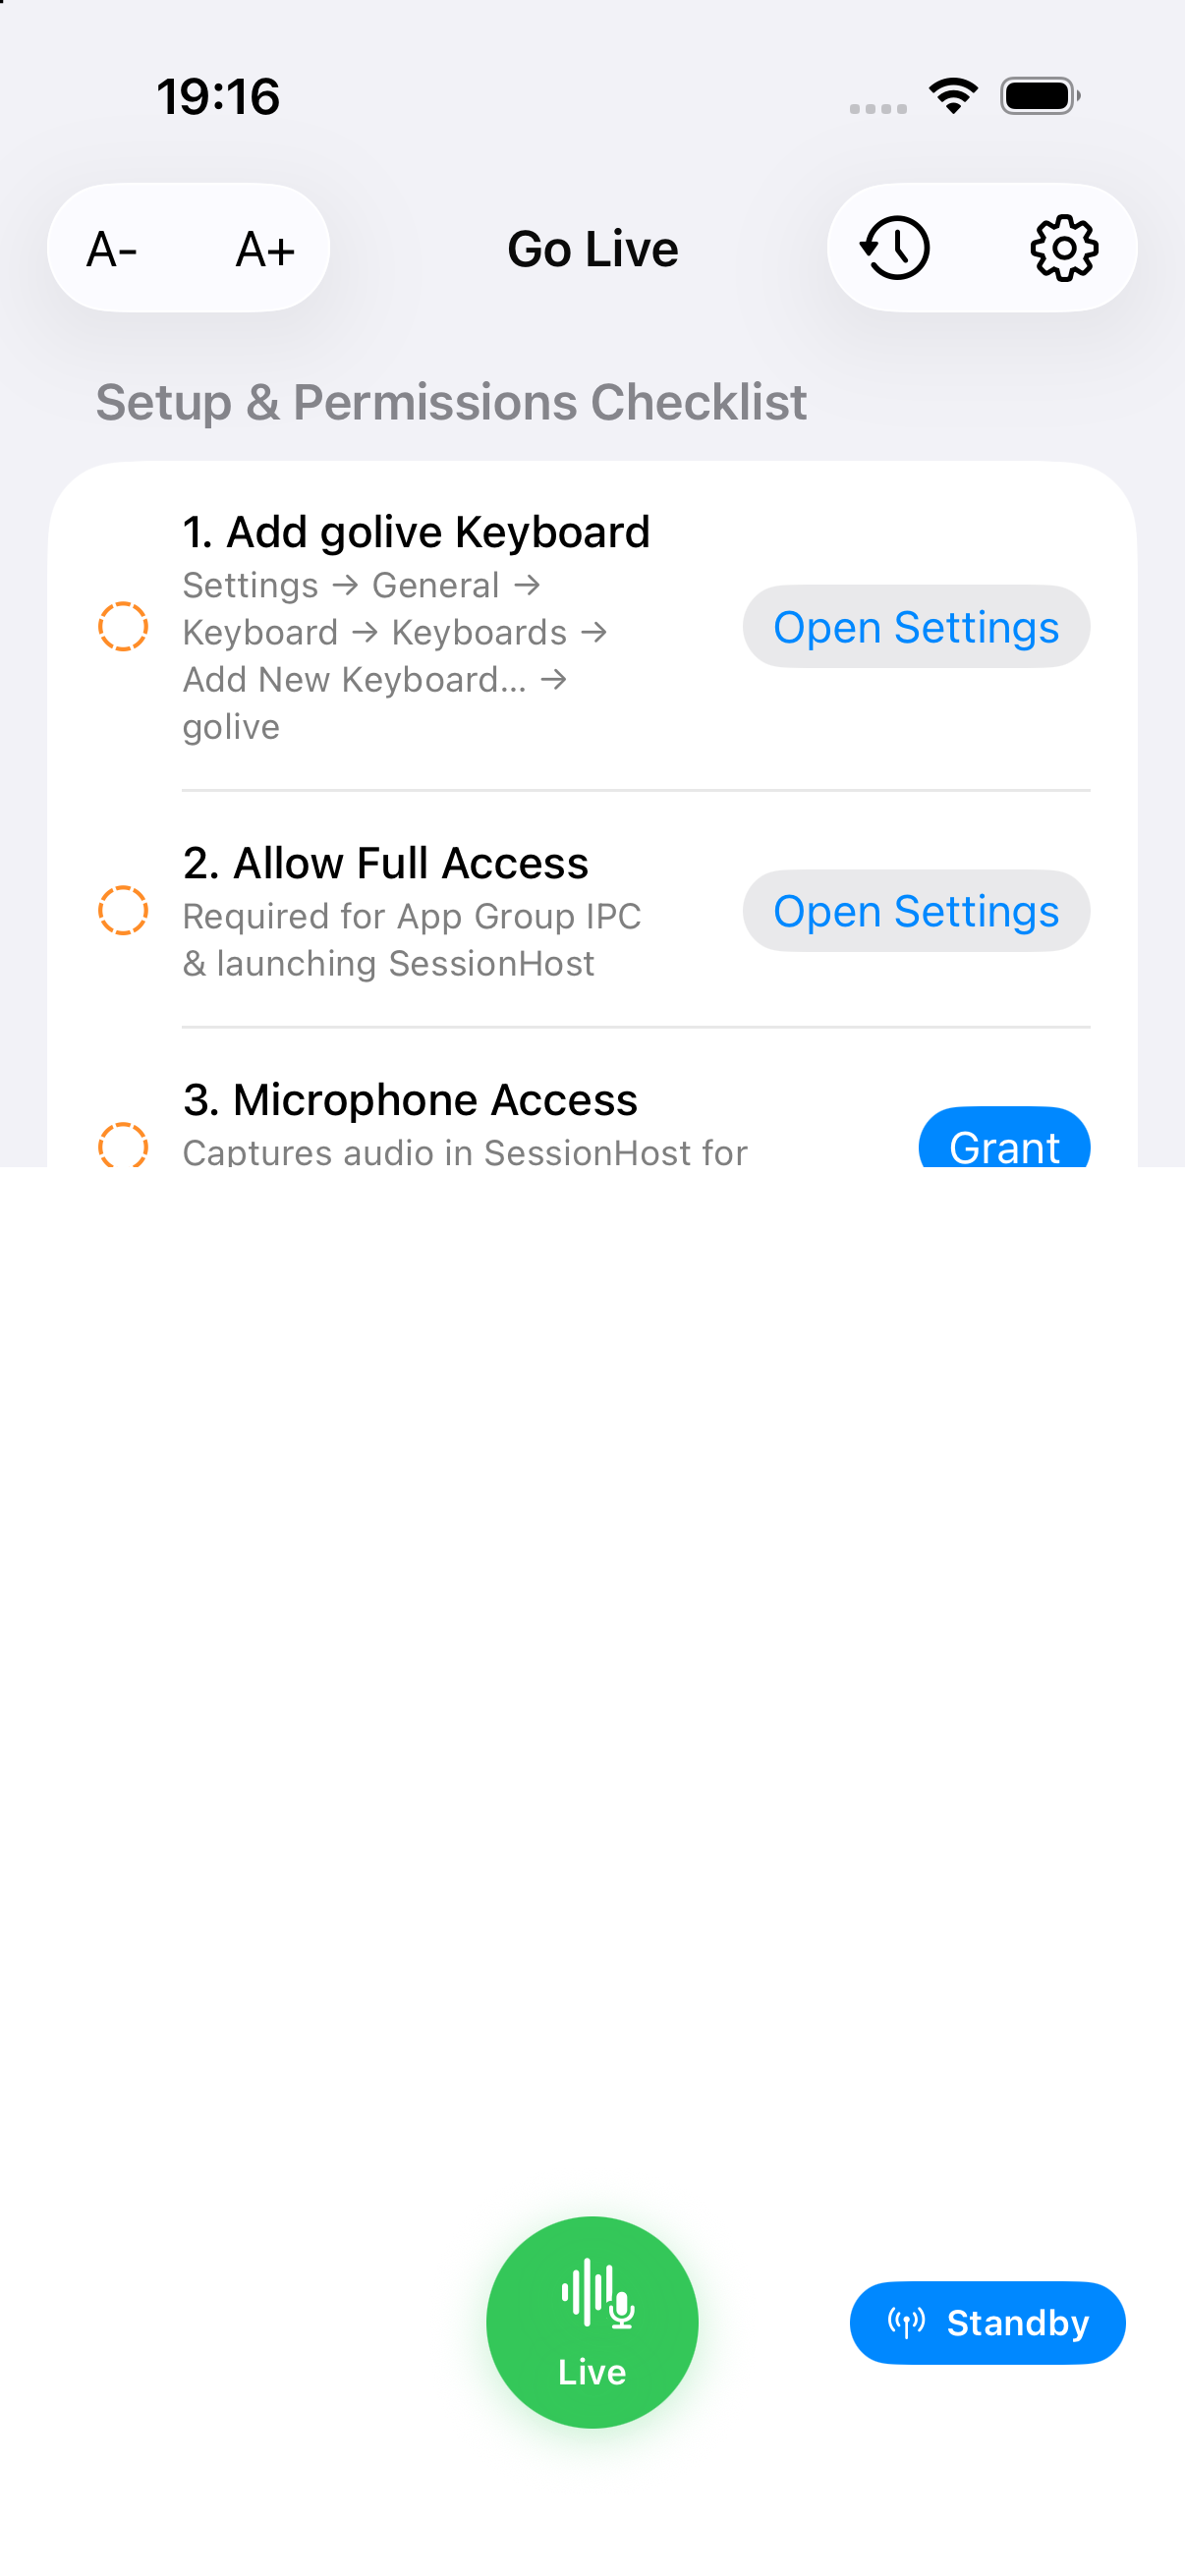 19:16
A- A+ Go Live
Setup & Permissions Checklist
1. Add golive Keyboard
Settings → General →
Keyboard → Keyboards →
Add New Keyboard... →
golive
Open Settings
2. Allow Full Access
Required for App Group IPC
& launching SessionHost
Open Settings
3. Microphone Access
Captures audio in SessionHost for
Grant
Live
Standby